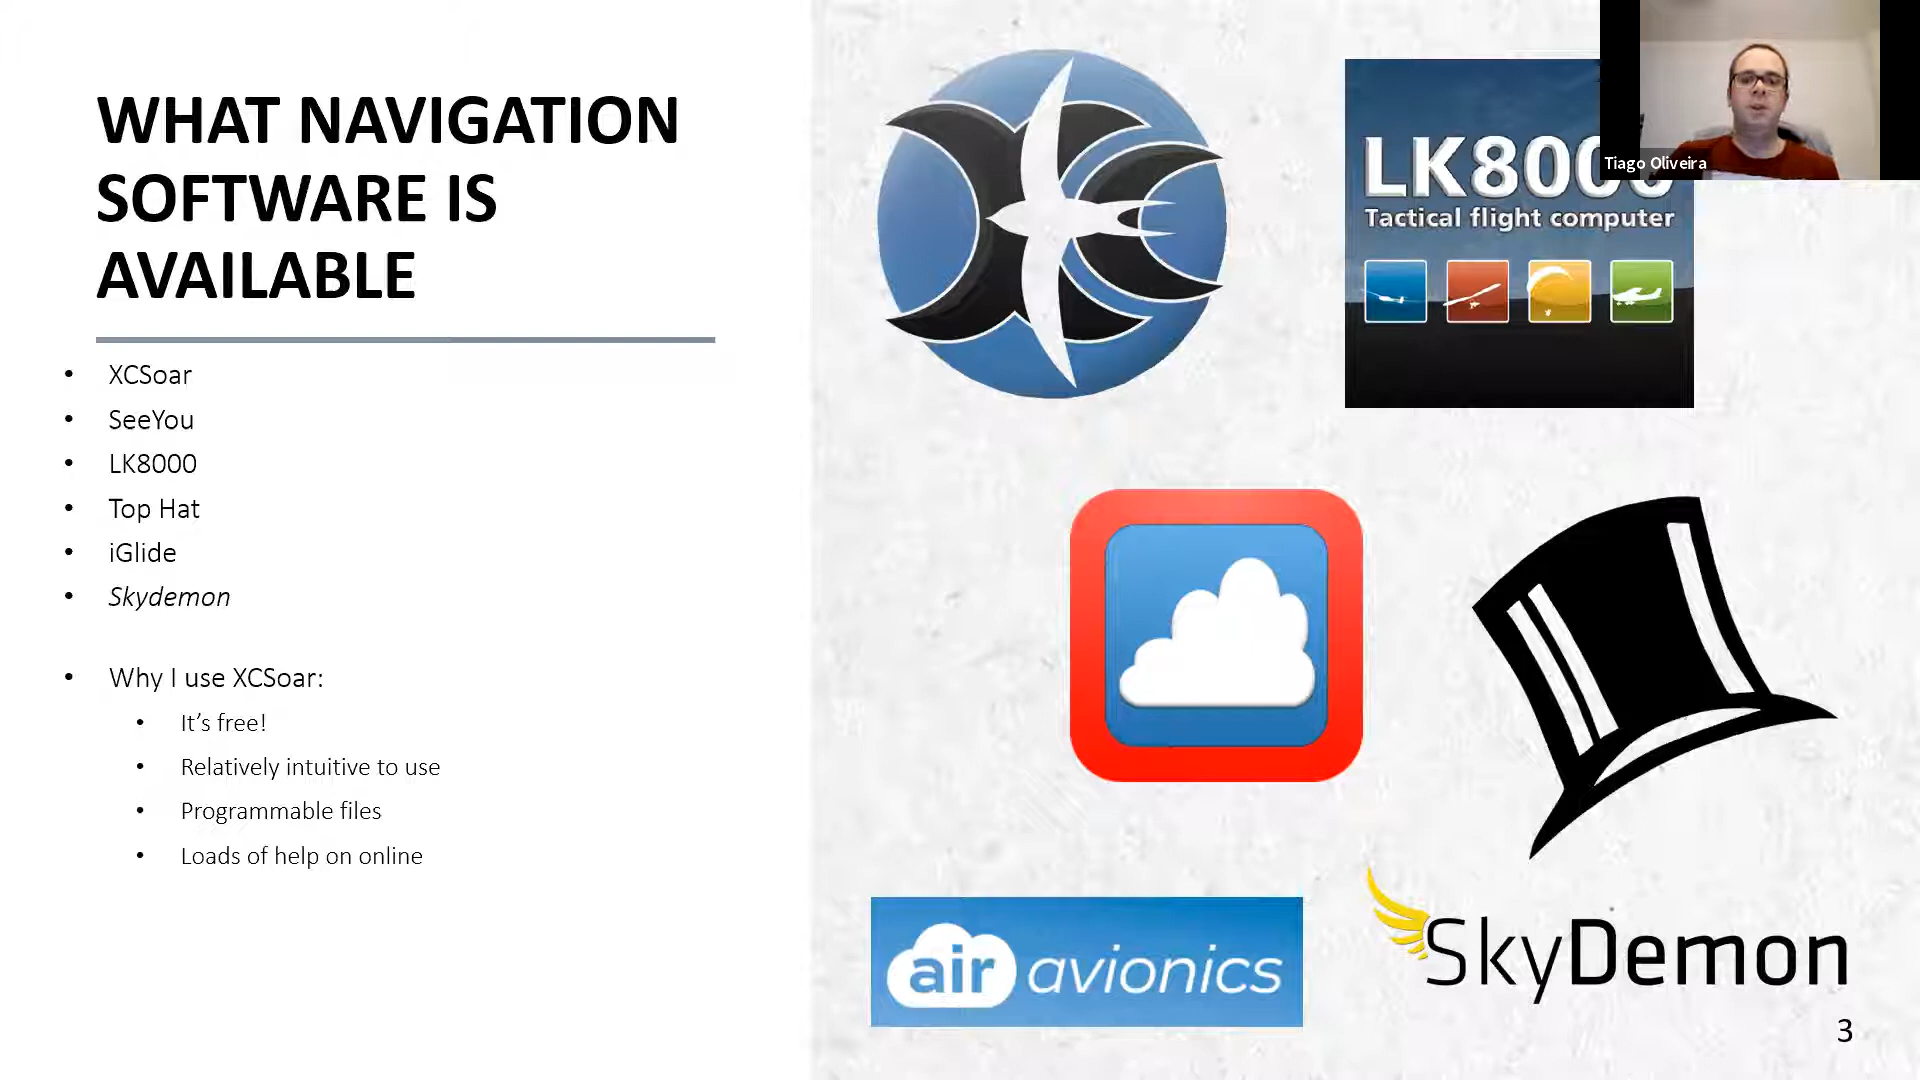 WHAT NAVIGATION
SOFTWARE IS
AVAILABLE
• XCSoar
• SeeYou
• LK8000
• Top Hat
• iGlide
• Skydemon
• Why I use XCSoar:
• It’s free!
• Relatively intuitive to use
• Programmable files
• Loads of help on online
LK8000
Tactical flight computer
Tiago Oliveira
air avionics
SkyDemon
3